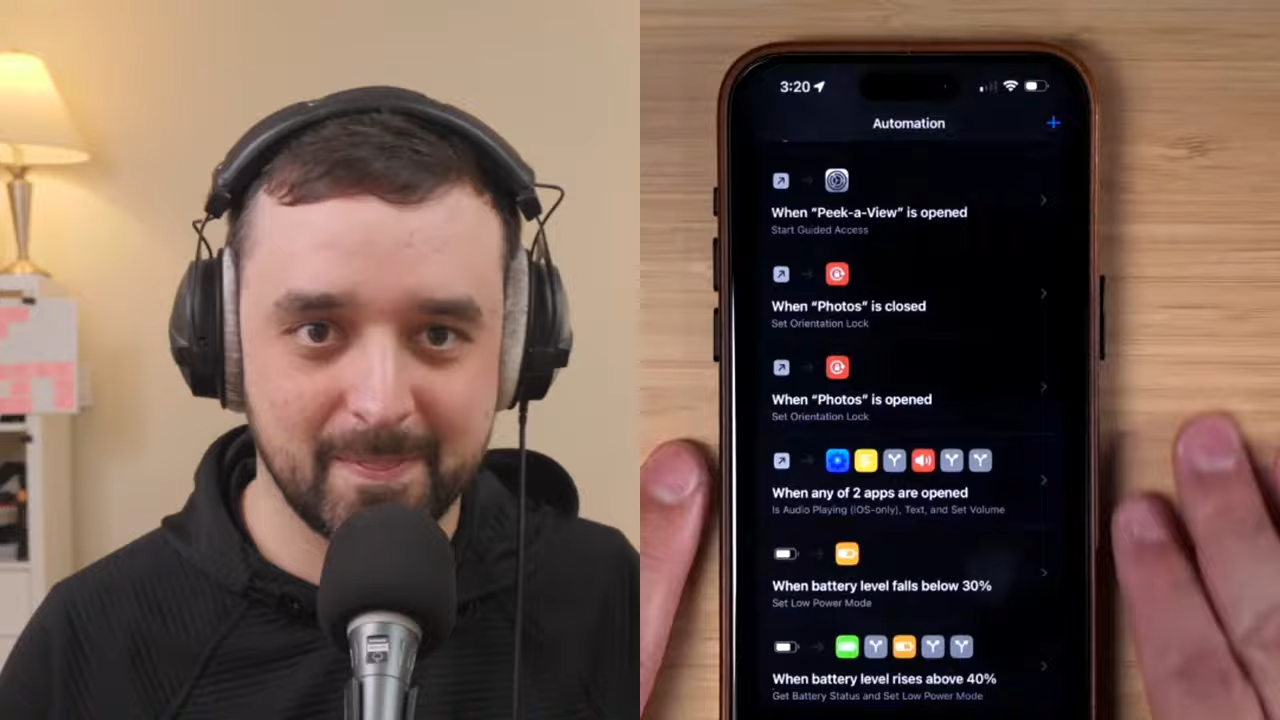 3:20
Automation
When “Peek-a-View” is opened
Start Guided Access
When “Photos” is closed
Set Orientation Lock
When “Photos” is opened
Set Orientation Lock
When any of 2 apps are opened
Is Audio Playing (iOS-only), Text, and Set Volume
When battery level falls below 30%
Set Low Power Mode
When battery level rises above 40%
Get Battery Status and Set Low Power Mode